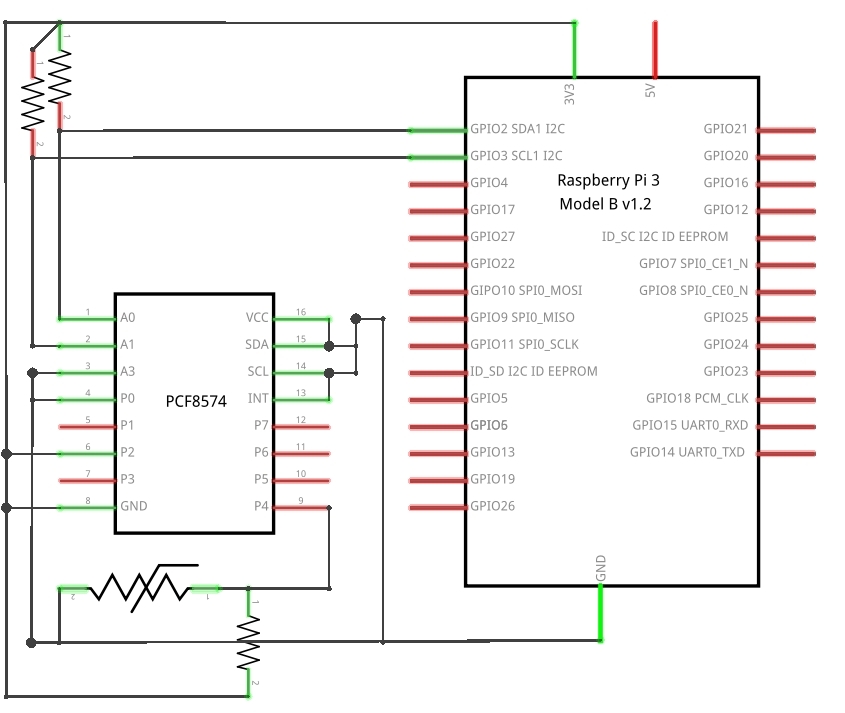 3V3
5V
1
1
2
2
GPIO2 SDA1 I2C
GPIO21
GPIO3 SCL1 I2C
GPIO20
GPIO4
Raspberry Pi 3
Model B v1.2
GPIO16
GPIO17
GPIO12
GPIO27
ID_SC I2C ID EEPROM
GPIO22
GPIO7 SPI0_CE1_N
GIPO10 SPI0_MOSI
GPIO8 SPI0_CE0_N
GPIO9 SPI0_MISO
GPIO25
GPIO11 SPI0_SCLK
GPIO24
ID_SD I2C ID EEPROM
GPIO23
GPIO5
GPIO18 PCM_CLK
GPIO6
GPIO15 UART0_RXD
GPIO13
GPIO14 UART0_TXD
GPIO19
GPIO26
GND
PCF8574
1 A0 VCC 16
2 A1 SDA 15
3 A3 SCL 14
4 P0 INT 13
5 P1 P7 12
6 P2 P6 11
7 P3 P5 10
8 GND P4 9
2
1
1
2